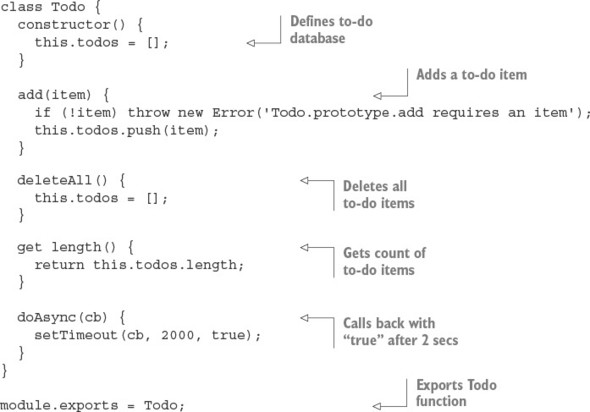 class Todo {
  constructor() {
    this.todos = [];
  }
Defines to-do
database
  add(item) {
    if (!item) throw new Error('Todo.prototype.add requires an item');
    this.todos.push(item);
  }
Adds a to-do item
  deleteAll() {
    this.todos = [];
  }
Deletes all
to-do items
  get length() {
    return this.todos.length;
  }
Gets count of
to-do items
  doAsync(cb) {
    setTimeout(cb, 2000, true);
  }
}
Calls back with
“true” after 2 secs
module.exports = Todo;
Exports Todo
function